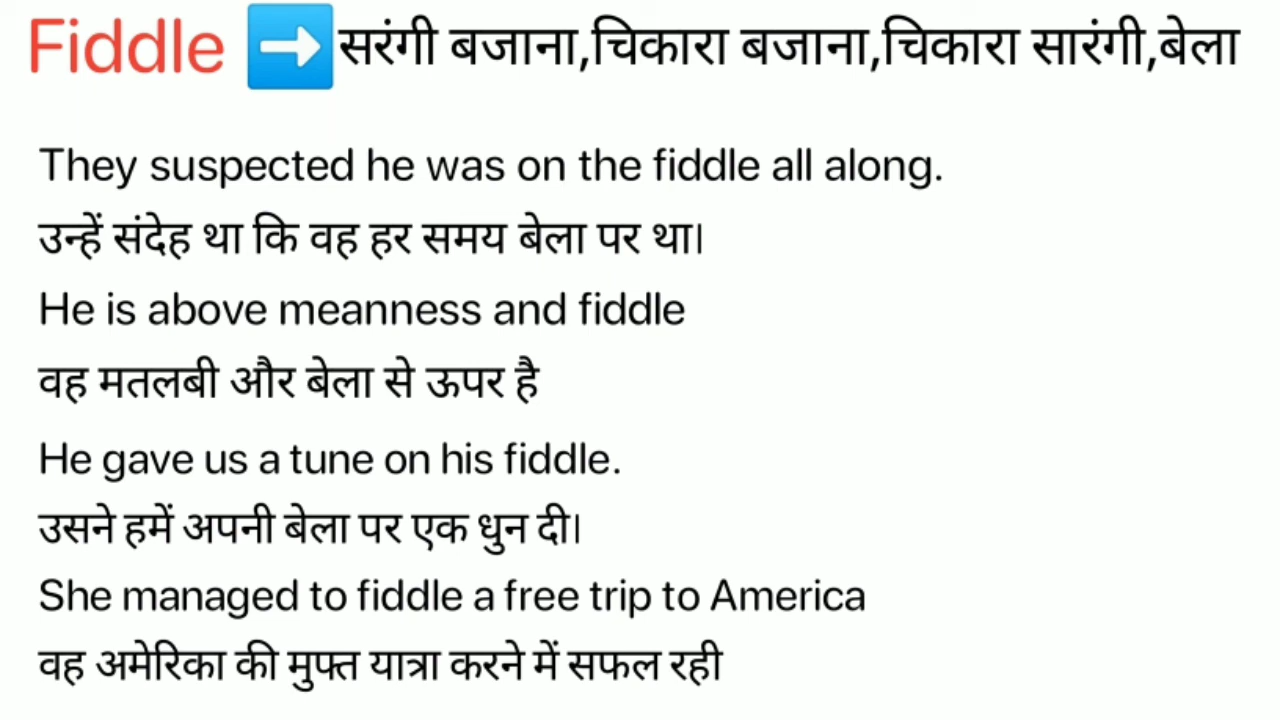 Fiddle ➡️ सरंगी बजाना,चिकारा बजाना,चिकारा सारंगी,बेला
They suspected he was on the fiddle all along.
उन्हें संदेह था कि वह हर समय बेला पर था।
He is above meanness and fiddle
वह मतलबी और बेला से ऊपर है
He gave us a tune on his fiddle.
उसने हमें अपनी बेला पर एक धुन दी।
She managed to fiddle a free trip to America
वह अमेरिका की मुफ्त यात्रा करने में सफल रही